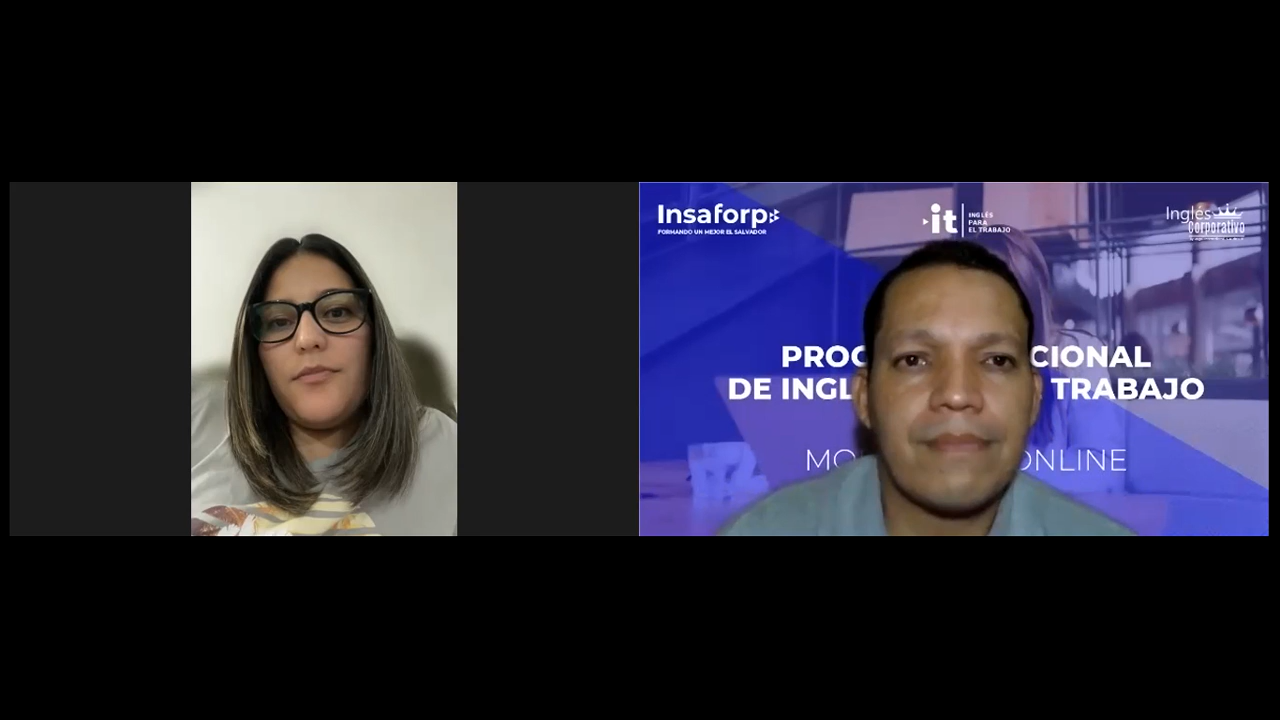 Insaforp
FORMANDO UN MEJOR EL SALVADOR
it
INGLÉS
PARA
EL TRABAJO
Inglés
Corporativo
PROG CIONAL
DE INGL TRABAJO
MO ONLINE